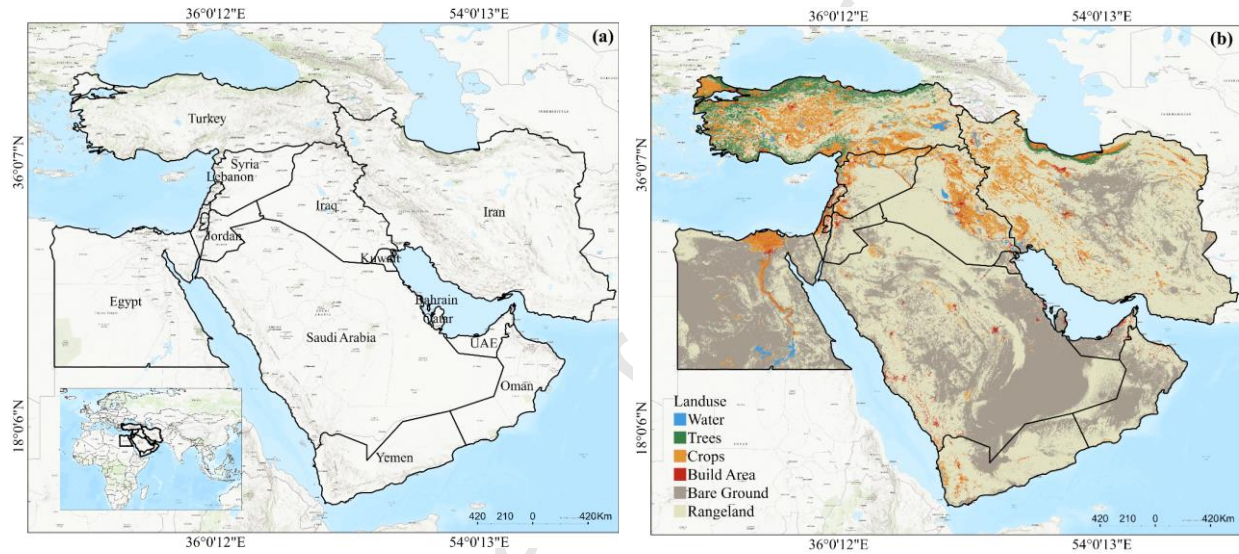 36°0'12"E
54°0'13"E
(a)
36°0'7"N
18°0'6"N
Turkey
Syria
Lebanon
Iraq
Iran
Jordan
Kuwait
Egypt
Bahrain
Qatar
Saudi Arabia
UAE
Oman
Yemen
420 210 0 420Km
36°0'12"E
54°0'13"E
36°0'12"E
54°0'13"E
(b)
36°0'7"N
18°0'6"N
Landuse
Water
Trees
Crops
Build Area
Bare Ground
Rangeland
420 210 0 420Km
36°0'12"E
54°0'13"E